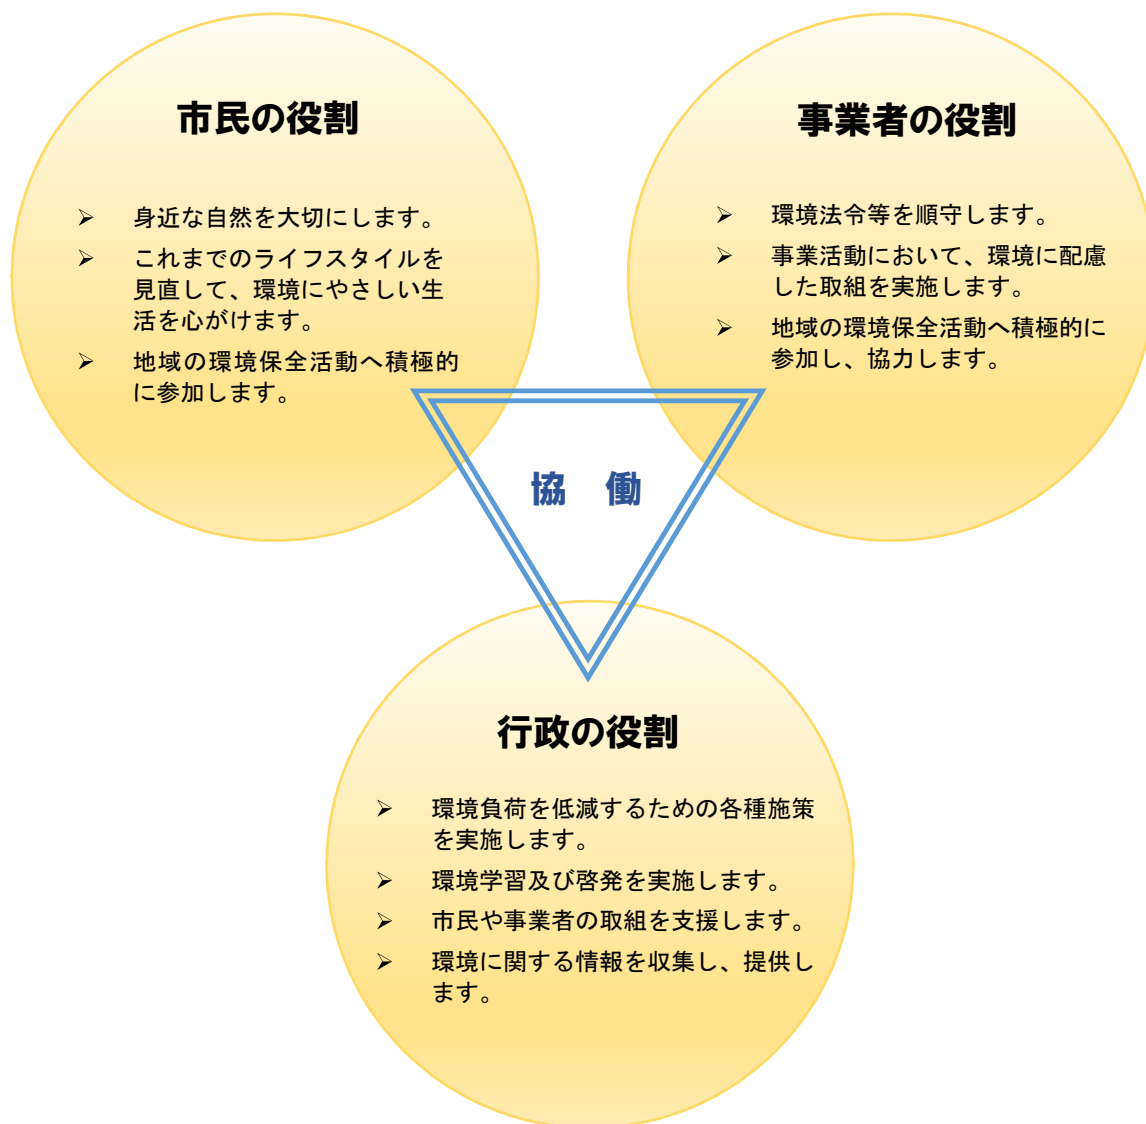 市民の役割
➢ 身近な自然を大切にします。
➢ これまでのライフスタイルを
見直して、環境にやさしい生
活を心がけます。
➢ 地域の環境保全活動へ積極的
に参加します。
事業者の役割
➢ 環境法令等を順守します。
➢ 事業活動において、環境に配慮
した取組を実施します。
➢ 地域の環境保全活動へ積極的に
参加し、協力します。
協 働
行政の役割
➢ 環境負荷を低減するための各種施策
を実施します。
➢ 環境学習及び啓発を実施します。
➢ 市民や事業者の取組を支援します。
➢ 環境に関する情報を収集し、提供し
ます。